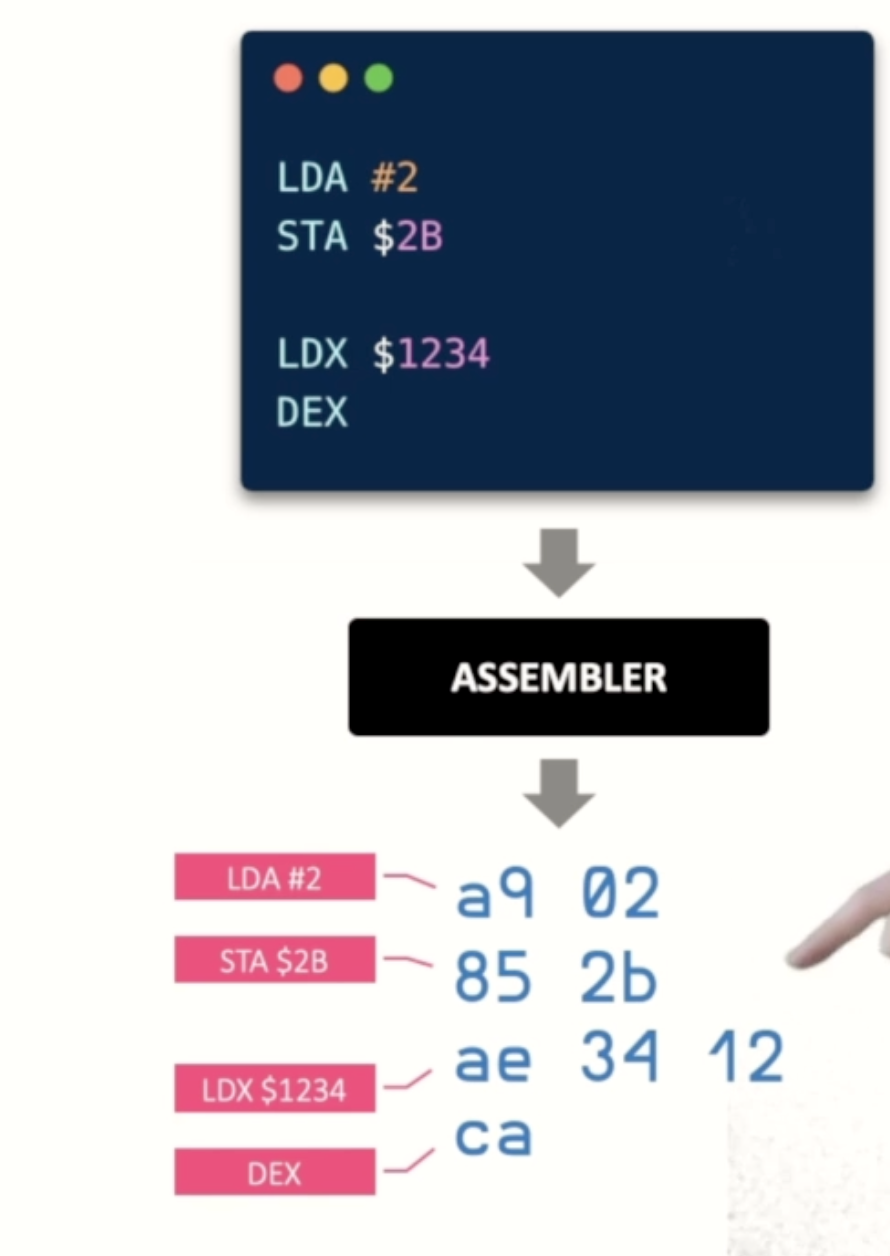 LDA #2
STA $2B
LDX $1234
DEX
ASSEMBLER
LDA #2
a9 02
STA $2B
85 2b
LDX $1234
ae 34 12
DEX
ca